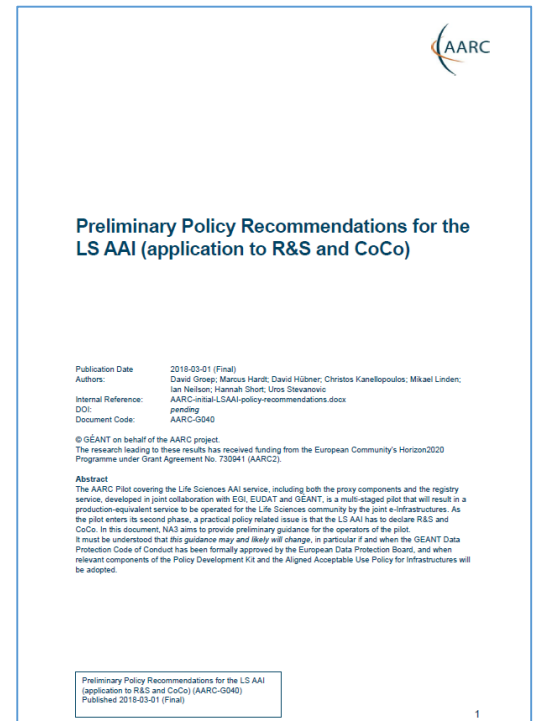 AARC
Preliminary Policy Recommendations for the
LS AAI (application to R&S and CoCo)
Publication Date 2018-03-01 (Final)
Authors: David Groep; Marcus Hardt; David Hübner; Christos Kanellopoulos; Mikael Linden;
Ian Neilson; Hannah Short; Uros Stevanovic
Internal Reference: AARC-initial-LSAAI-policy-recommendations.docx
DOI: pending
Document Code: AARC-G040
© GÉANT on behalf of the AARC project.
The research leading to these results has received funding from the European Community's Horizon2020
Programme under Grant Agreement No. 730941 (AARC2).
Abstract
The AARC Pilot covering the Life Sciences AAI service, including both the proxy components and the registry
service, developed in joint collaboration with EGI, EUDAT and GEANT, is a multi-staged pilot that will result in a
production-equivalent service to be operated for the Life Sciences community by the joint e-Infrastructures. As
the pilot enters its second phase, a practical policy related issue is that the LS AAI has to declare R&S and
CoCo. In this document, NA3 aims to provide preliminary guidance for the operators of the pilot.
It must be understood that this guidance may and likely will change, in particular if and when the GEANT Data
Protection Code of Conduct has been formally approved by the European Data Protection Board, and when
relevant components of the Policy Development Kit and the Aligned Acceptable Use Policy for Infrastructures will
be adopted.
Preliminary Policy Recommendations for the LS AAI
(application to R&S and CoCo) (AARC-G040)
Published 2018-03-01 (Final)
1